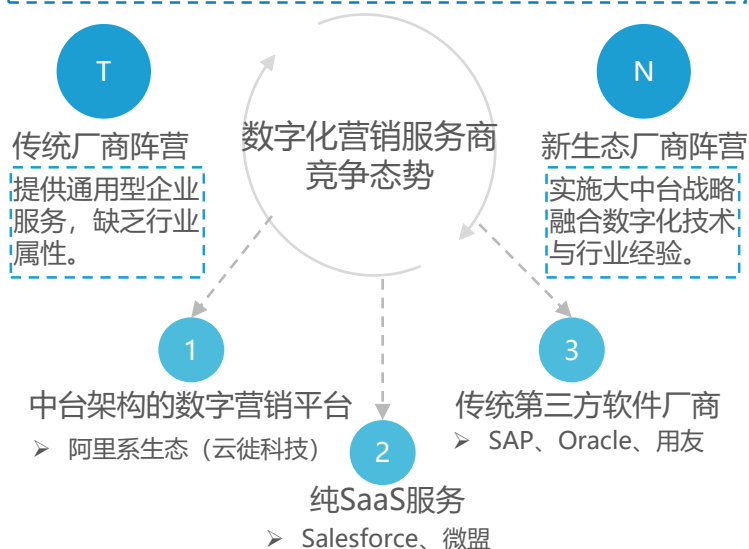 T
传统厂商阵营
提供通用型企业
服务，缺乏行业
属性。
数字化营销服务商
竞争态势
N
新生态厂商阵营
实施大中台战略
融合数字化技术
与行业经验。
1
中台架构的数字营销平台
➢ 阿里系生态（云徙科技）
2
纯SaaS服务
➢ Salesforce、微盟
3
传统第三方软件厂商
➢ SAP、Oracle、用友